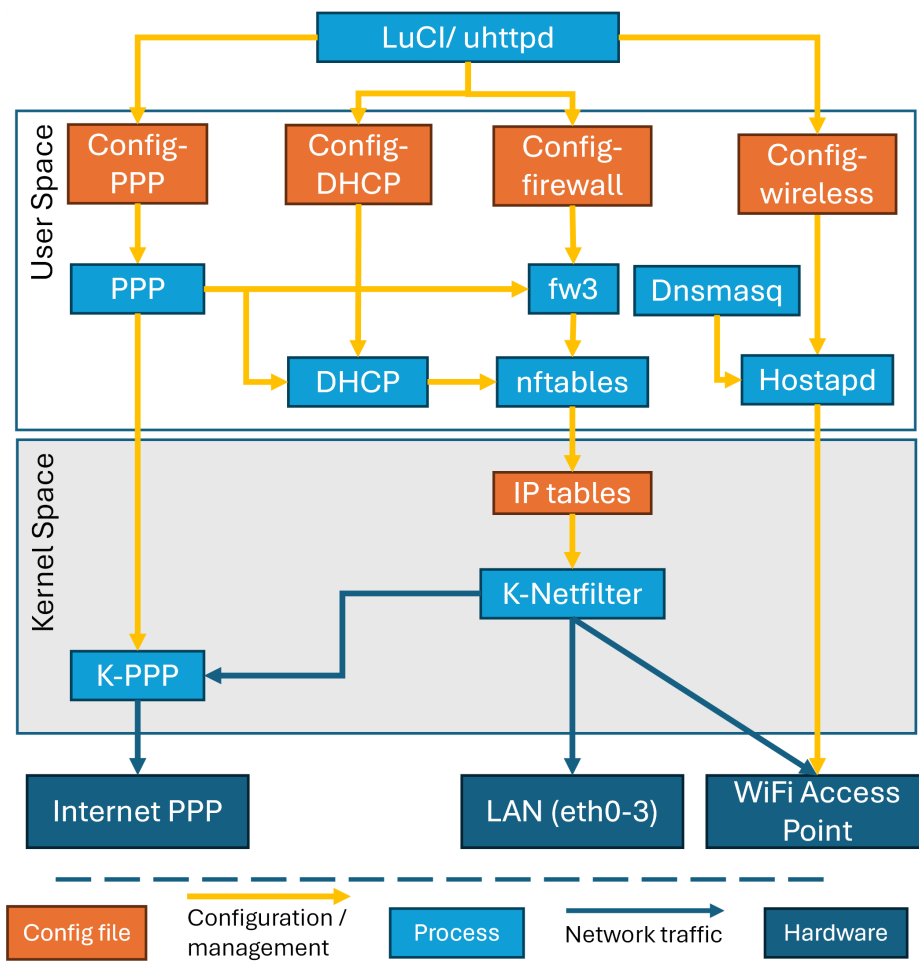 LuCI/ uhttpd
User Space
Config-
PPP
Config-
DHCP
Config-
firewall
Config-
wireless
PPP
fw3
Dnsmasq
DHCP
nftables
Hostapd
Kernel Space
IP tables
K-Netfilter
K-PPP
Internet PPP
LAN (eth0-3)
WiFi Access
Point
Config file
Configuration /
management
Process
Network traffic
Hardware